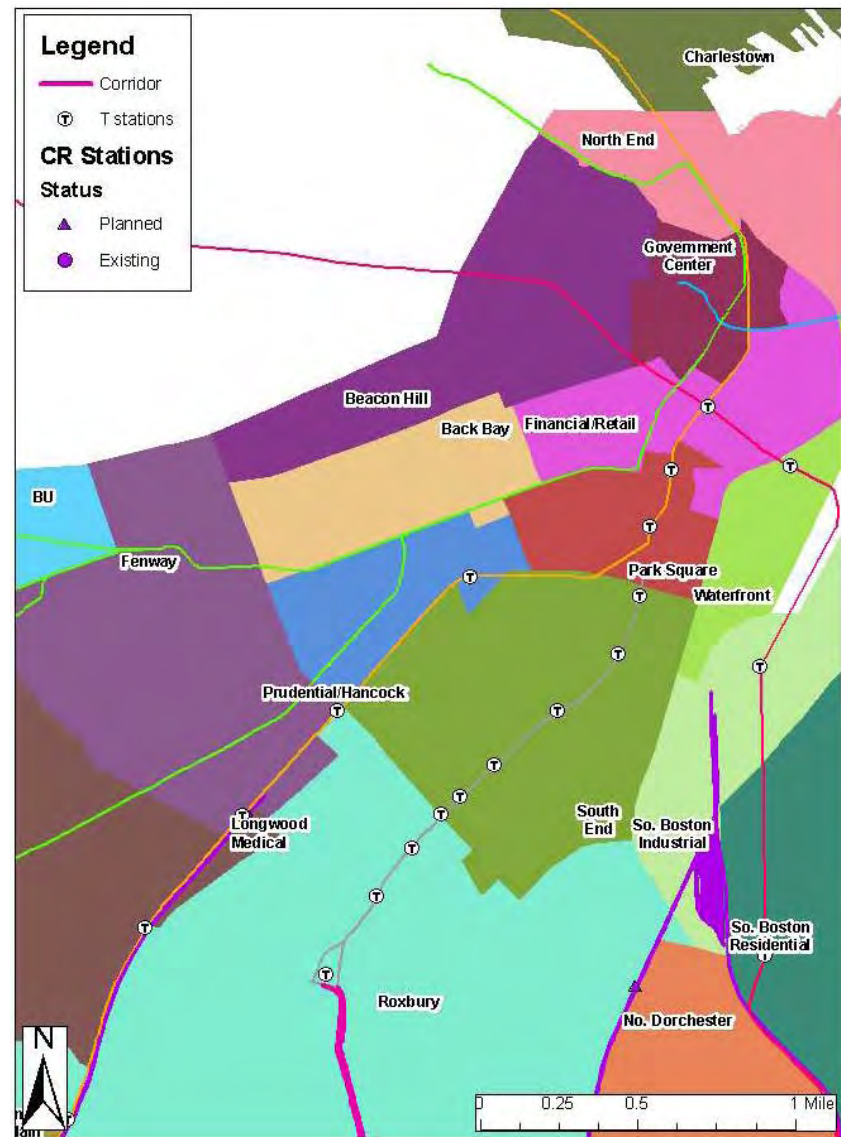 Legend
Corridor
T stations
CR Stations
Status
Planned
Existing
Charlestown
North End
Government
Center
Beacon Hill
Back Bay
Financial/Retail
BU
Fenway
Park Square
Waterfront
Prudential/Hancock
Longwood
Medical
South
End
So. Boston
Industrial
So. Boston
Residential
Roxbury
No. Dorchester
N
0 0.25 0.5 1 Mile